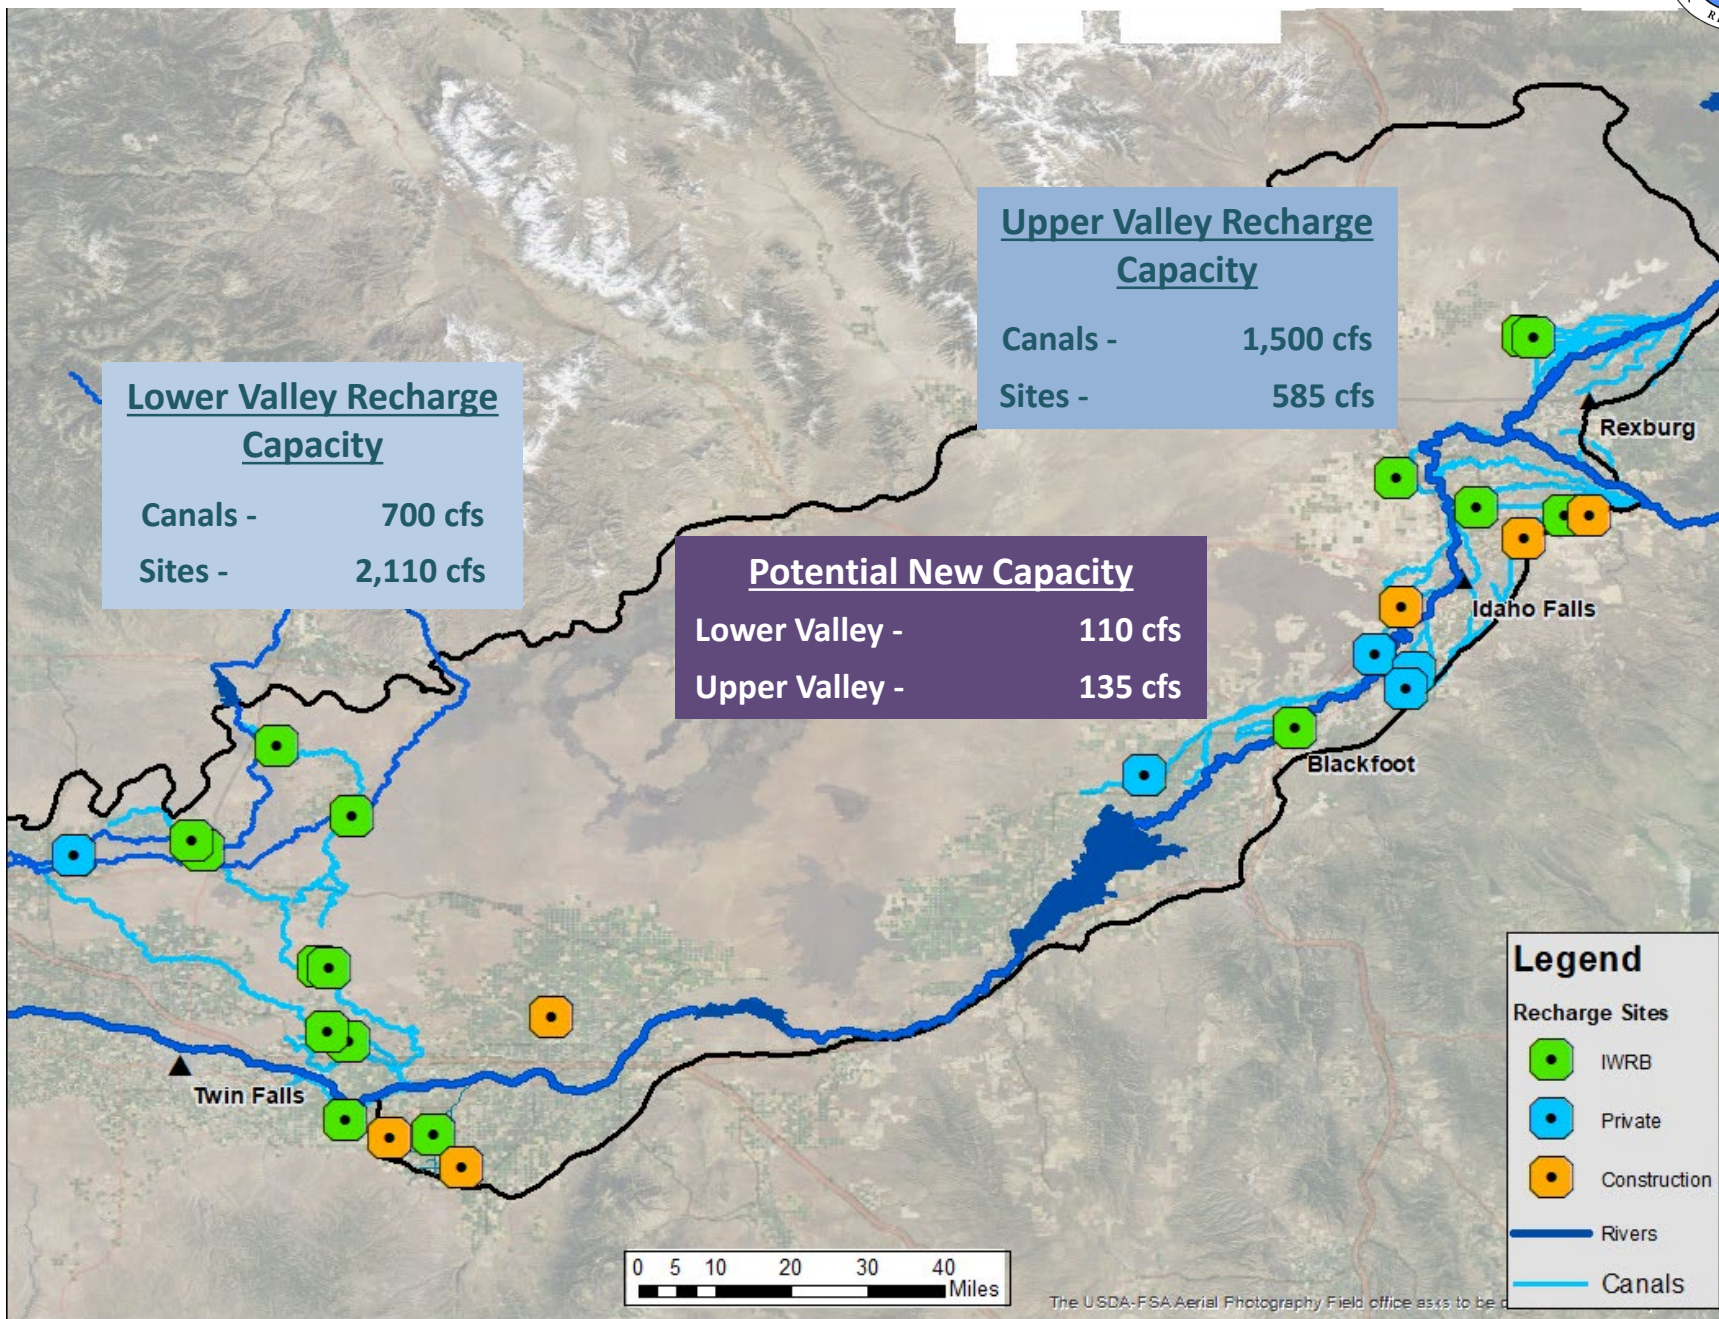 Upper Valley Recharge
Capacity
Canals - 1,500 cfs
Sites - 585 cfs
Lower Valley Recharge
Capacity
Canals - 700 cfs
Sites - 2,110 cfs
Potential New Capacity
Lower Valley - 110 cfs
Upper Valley - 135 cfs
Rexburg
Idaho Falls
Blackfoot
Twin Falls
Legend
Recharge Sites
IWRB
Private
Construction
Rivers
Canals
0 5 10 20 30 40
Miles
The USDA-FSA Aerial Photography Field office asks to be